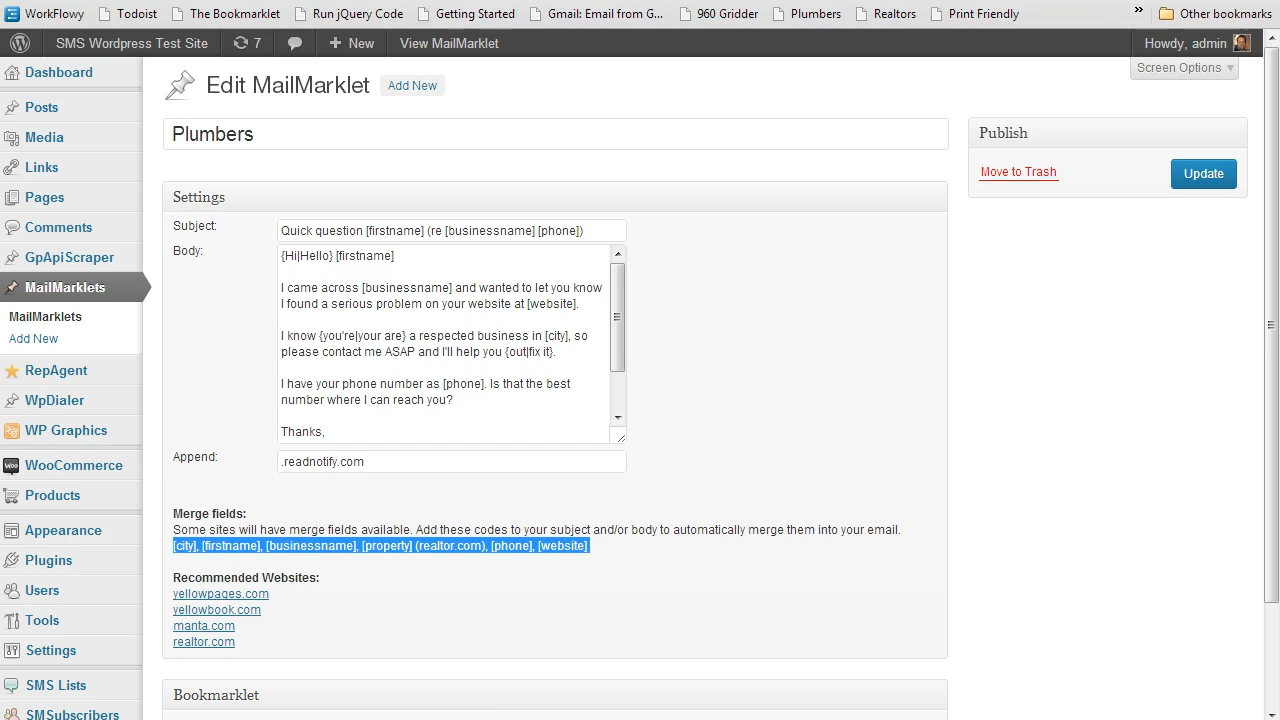 WorkFlowy Todoist The Bookmarklet Run jQuery Code Getting Started Gmail: Email from G... 960 Gridder Plumbers Realtors Print Friendly » Other bookmarks
SMS Wordpress Test Site 7 New View MailMarklet Howdy, admin
Screen Options
Dashboard
Posts
Media
Links
Pages
Comments
GpApiScraper
MailMarklets
MailMarklets
Add New
RepAgent
WpDialer
WP Graphics
Woo WooCommerce
Products
Appearance
Plugins
Users
Tools
Settings
SMS Lists
SMSubscribers
Edit MailMarklet Add New
Plumbers
Settings
Subject: Quick question [firstname] (re [businessname] [phone])
Body: {Hi|Hello} [firstname]
I came across [businessname] and wanted to let you know
I found a serious problem on your website at [website].
I know {you're|your are} a respected business in [city], so
please contact me ASAP and I'll help you {out|fix it}.
I have your phone number as [phone]. Is that the best
number where I can reach you?
Thanks,
Append: .readnotify.com
Merge fields:
Some sites will have merge fields available. Add these codes to your subject and/or body to automatically merge them into your email.
[city], [firstname], [businessname], [property] (realtor.com), [phone], [website]
Recommended Websites:
yellowpages.com
yellowbook.com
manta.com
realtor.com
Bookmarklet
Publish
Move to Trash Update